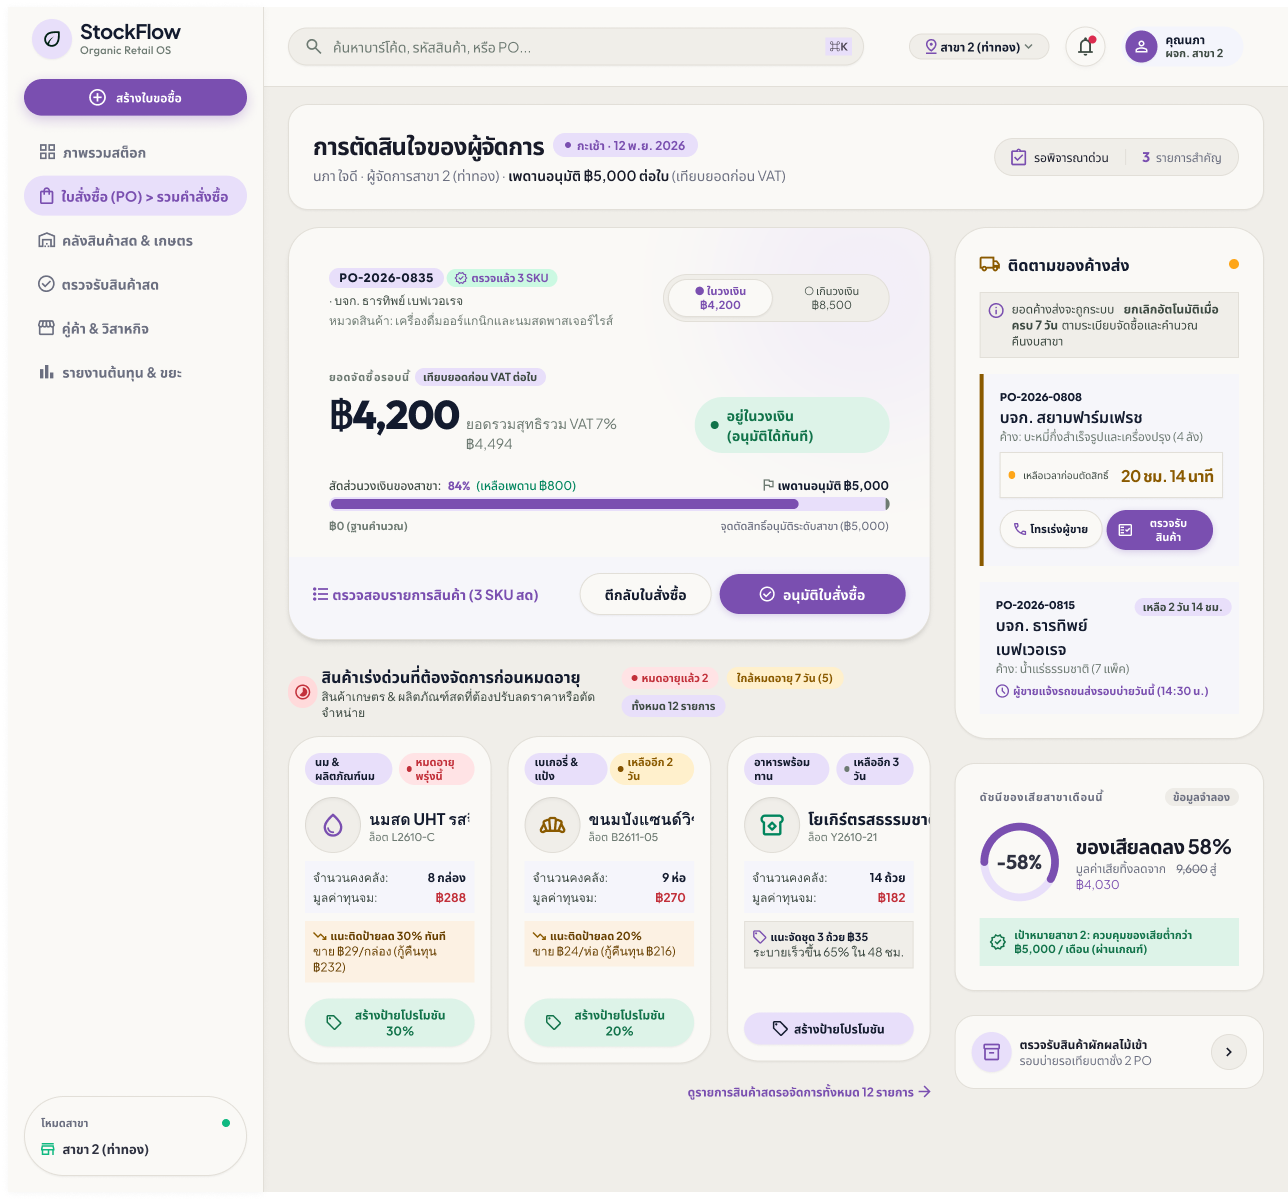 StockFlow
Organic Retail OS
สร้างใบขอซื้อ
ภาพรวมสต็อก
ใบสั่งซื้อ (PO) > รวมคำสั่งซื้อ
คลังสินค้าสด & เกษตร
ตรวจรับสินค้าสด
คู่ค้า & วิสาหกิจ
รายงานต้นทุน & ขยะ
โหมดสาขา
สาขา 2 (ท่าทอง)
ค้นหาบาร์โค้ด, รหัสสินค้า, หรือ PO...
⌘K
สาขา 2 (ท่าทอง)
คุณนภา
ผจก. สาขา 2
การตัดสินใจของผู้จัดการ
กะเช้า · 12 พ.ย. 2026
นภา ใจดี · ผู้จัดการสาขา 2 (ท่าทอง) · เพดานอนุมัติ ฿5,000 ต่อใบ (เทียบยอดก่อน VAT)
รอพิจารณาด่วน
3 รายการสำคัญ
PO-2026-0835
ตรวจแล้ว 3 SKU
· บจก. ธารทิพย์ เบฟเวอเรจ
หมวดสินค้า: เครื่องดื่มออร์แกนิกและนมสดพาสเจอร์ไรส์
ในวงเงิน
฿4,200
เกินวงเงิน
฿8,500
ยอดจัดซื้อรอบนี้
เทียบยอดก่อน VAT ต่อใบ
฿4,200
ยอดรวมสุทธิรวม VAT 7%
฿4,494
อยู่ในวงเงิน
(อนุมัติได้ทันที)
สัดส่วนวงเงินของสาขา: 84% (เหลือเพดาน ฿800)
เพดานอนุมัติ ฿5,000
฿0 (ฐานคำนวณ)
จุดตัดสิทธิ์อนุมัติระดับสาขา (฿5,000)
ตรวจสอบรายการสินค้า (3 SKU สด)
ตีกลับใบสั่งซื้อ
อนุมัติใบสั่งซื้อ
สินค้าเร่งด่วนที่ต้องจัดการก่อนหมดอายุ
สินค้าเกษตร & ผลิตภัณฑ์สดที่ต้องปรับลดราคาหรือตัด
จำหน่าย
หมดอายุแล้ว 2
ใกล้หมดอายุ 7 วัน (5)
ทั้งหมด 12 รายการ
นม &
ผลิตภัณฑ์นม
หมดอายุ
พรุ่งนี้
นมสด UHT รสจ
ล็อต L2610-C
จำนวนคงคลัง:
8 กล่อง
มูลค่าทุนจม:
฿288
แนะติดป้ายลด 30% ทันที
ขาย ฿29/กล่อง (กู้คืนทุน
฿232)
สร้างป้ายโปรโมชัน
30%
เบเกอรี่ &
แป้ง
เหลืออีก 2
วัน
ขนมปังแซนด์วิ
ล็อต B2611-05
จำนวนคงคลัง:
9 ห่อ
มูลค่าทุนจม:
฿270
แนะติดป้ายลด 20%
ขาย ฿24/ห่อ (กู้คืนทุน ฿216)
สร้างป้ายโปรโมชัน
20%
อาหารพร้อม
ทาน
เหลืออีก 3
วัน
โยเกิร์ตรสธรรมชา
ล็อต Y2610-21
จำนวนคงคลัง:
14 ถ้วย
มูลค่าทุนจม:
฿182
แนะจัดชุด 3 ถ้วย ฿35
ระบายเร็วขึ้น 65% ใน 48 ชม.
สร้างป้ายโปรโมชัน
ดูรายการสินค้าสดรอจัดการทั้งหมด 12 รายการ →
ติดตามของค้างส่ง
ยอดค้างส่งจะถูกระบบ ยกเลิกอัตโนมัติเมื่อ
ครบ 7 วัน ตามระเบียบจัดซื้อและคำนวณ
คืนงบสาขา
PO-2026-0808
บจก. สยามฟาร์มเฟรช
ค้าง: บะหมี่กึ่งสำเร็จรูปและเครื่องปรุง (4 ลัง)
เหลือเวลาก่อนตัดสิทธิ์
20 ชม. 14 นาที
โทรเร่งผู้ขาย
ตรวจรับ
สินค้า
PO-2026-0815
เหลือ 2 วัน 14 ชม.
บจก. ธารทิพย์
เบฟเวอเรจ
ค้าง: น้ำแร่ธรรมชาติ (7 แพ็ค)
ผู้ขายแจ้งรถขนส่งรอบบ่ายวันนี้ (14:30 น.)
ดัชนีของเสียสาขาเดือนนี้
ข้อมูลจำลอง
-58%
ของเสียลดลง 58%
มูลค่าเสียทิ้งลดจาก 9,600 สู่
฿4,030
เป้าหมายสาขา 2: ควบคุมของเสียต่ำกว่า
฿5,000 / เดือน (ผ่านเกณฑ์)
ตรวจรับสินค้าผักผลไม้เช้า
รอบบ่ายรอเทียบตาชั่ง 2 PO